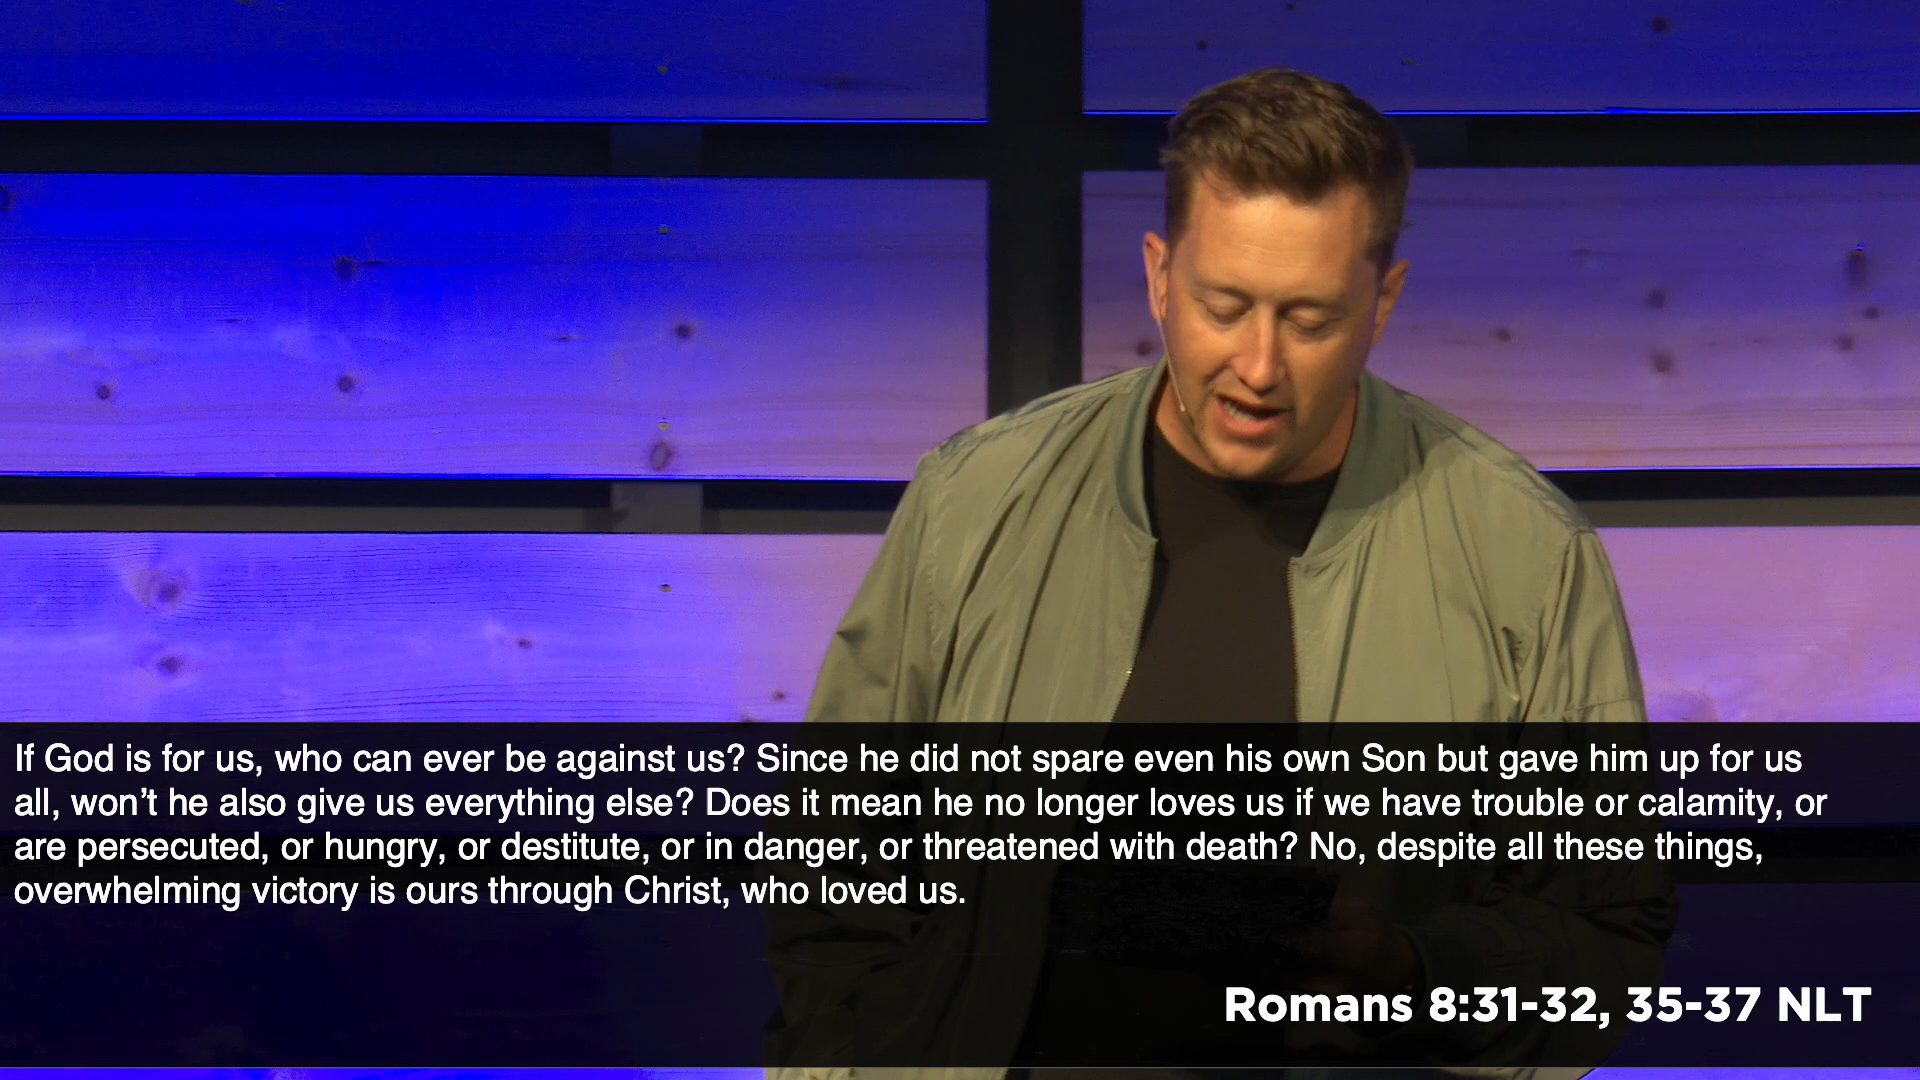 If God is for us, who can ever be against us? Since he did not spare even his own Son but gave him up for us
all, won’t he also give us everything else? Does it mean he no longer loves us if we have trouble or calamity, or
are persecuted, or hungry, or destitute, or in danger, or threatened with death? No, despite all these things,
overwhelming victory is ours through Christ, who loved us.
Romans 8:31-32, 35-37 NLT